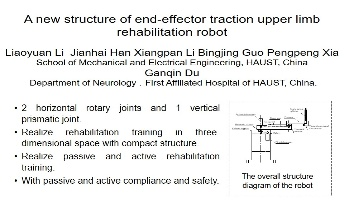 A new structure of end-effector traction upper limb
rehabilitation robot
Liaoyuan Li Jianhai Han Xiangpan Li Bingjing Guo Pengpeng Xia
School of Mechanical and Electrical Engineering, HAUST, China
Ganqin Du
Department of Neurology, First Affiliated Hospital of HAUST, China.
• 2 horizontal rotary joints and 1 vertical
prismatic joint.
• Realize rehabilitation training in three
dimensional space with compact structure
• Realize passive and active rehabilitation
training.
• With passive and active compliance and safety.
The overall structure
diagram of the robot